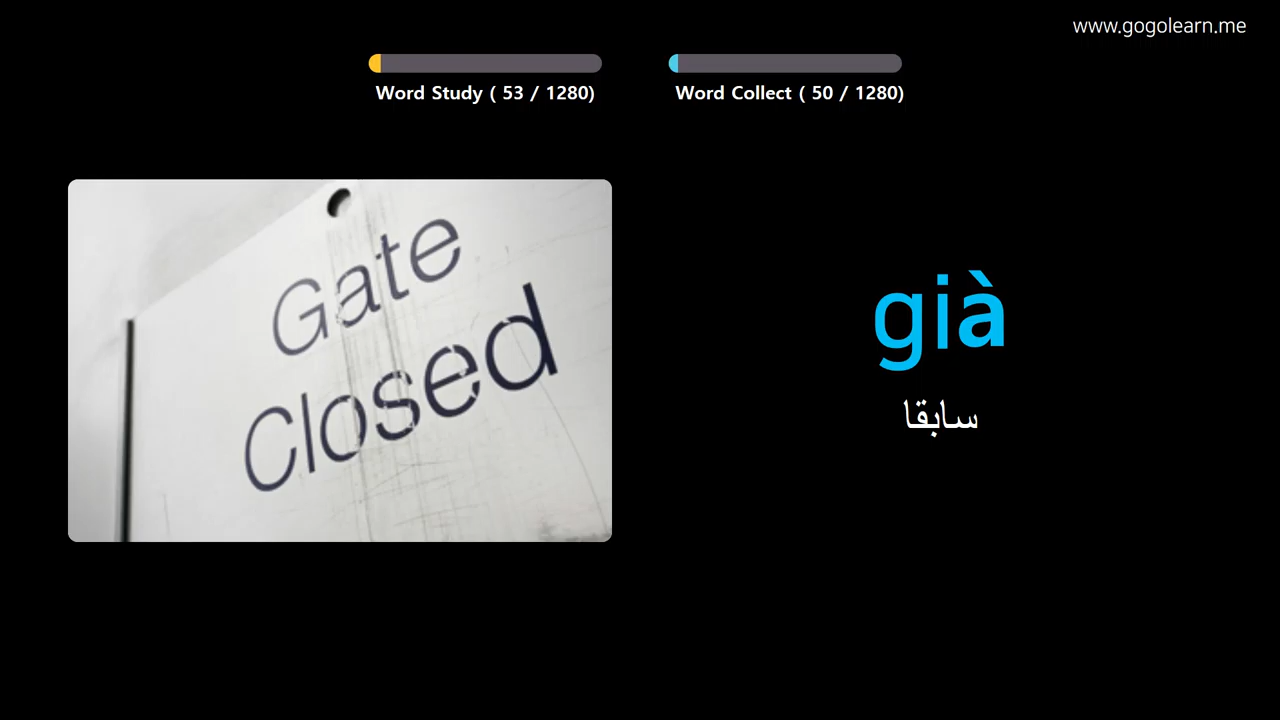 www.gogolearn.me
Word Study ( 53 / 1280)
Word Collect ( 50 / 1280)
Gate
Closed
già
سابقا